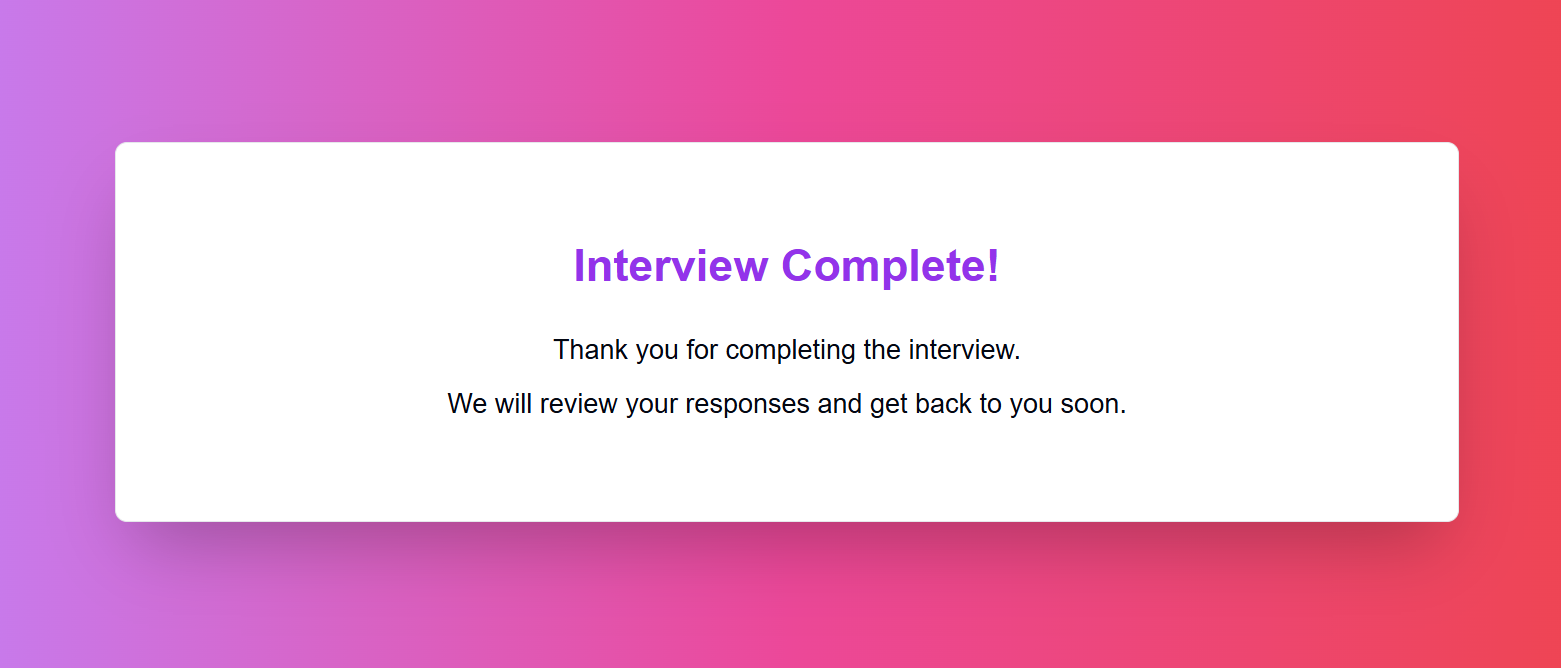 Interview Complete!
Thank you for completing the interview.
We will review your responses and get back to you soon.